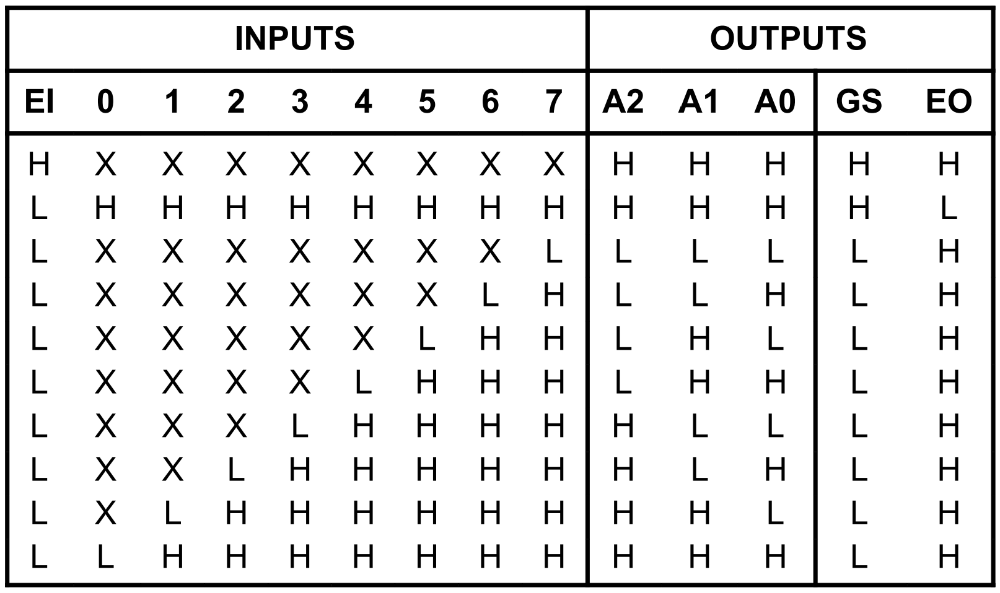 INPUTS OUTPUTS
EI 0 1 2 3 4 5 6 7 A2 A1 A0 GS EO
H X X X X X X X X H H H H H
L H H H H H H H H H H H H L
L X X X X X X X L L L L L H
L X X X X X X L H L L H L H
L X X X X X L H H L H L L H
L X X X X L H H H L H H L H
L X X X L H H H H H L L L H
L X X L H H H H H H L H L H
L X L H H H H H H H H L L H
L L H H H H H H H H H H L H